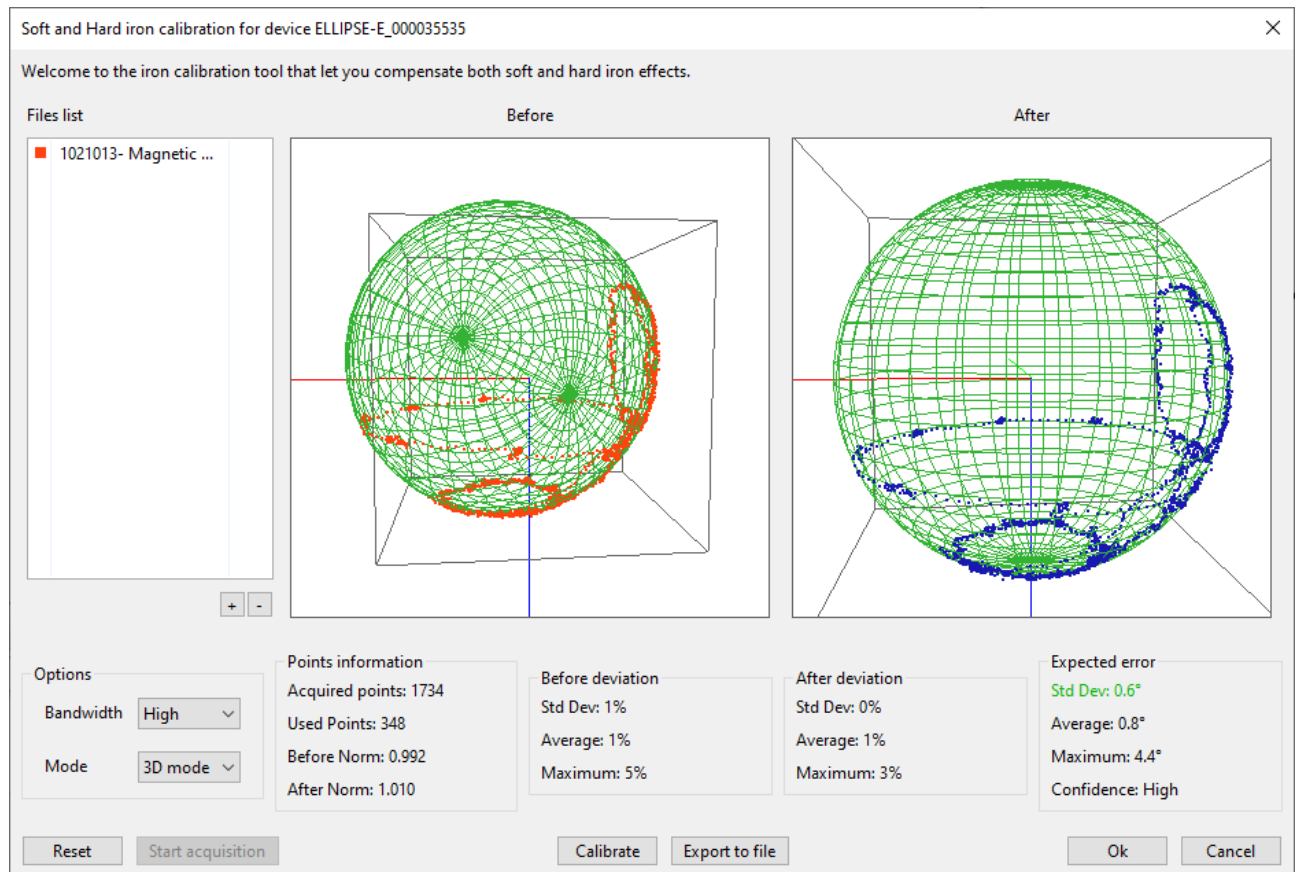 Soft and Hard iron calibration for device ELLIPSE-E_000035535
Welcome to the iron calibration tool that let you compensate both soft and hard iron effects.
Files list
Before
After
1021013- Magnetic ...
+ -
Options
Bandwidth High
Mode 3D mode
Points information
Acquired points: 1734
Used Points: 348
Before Norm: 0.992
After Norm: 1.010
Before deviation
Std Dev: 1%
Average: 1%
Maximum: 5%
After deviation
Std Dev: 0%
Average: 1%
Maximum: 3%
Expected error
Std Dev: 0.6°
Average: 0.8°
Maximum: 4.4°
Confidence: High
Reset
Start acquisition
Calibrate
Export to file
Ok
Cancel